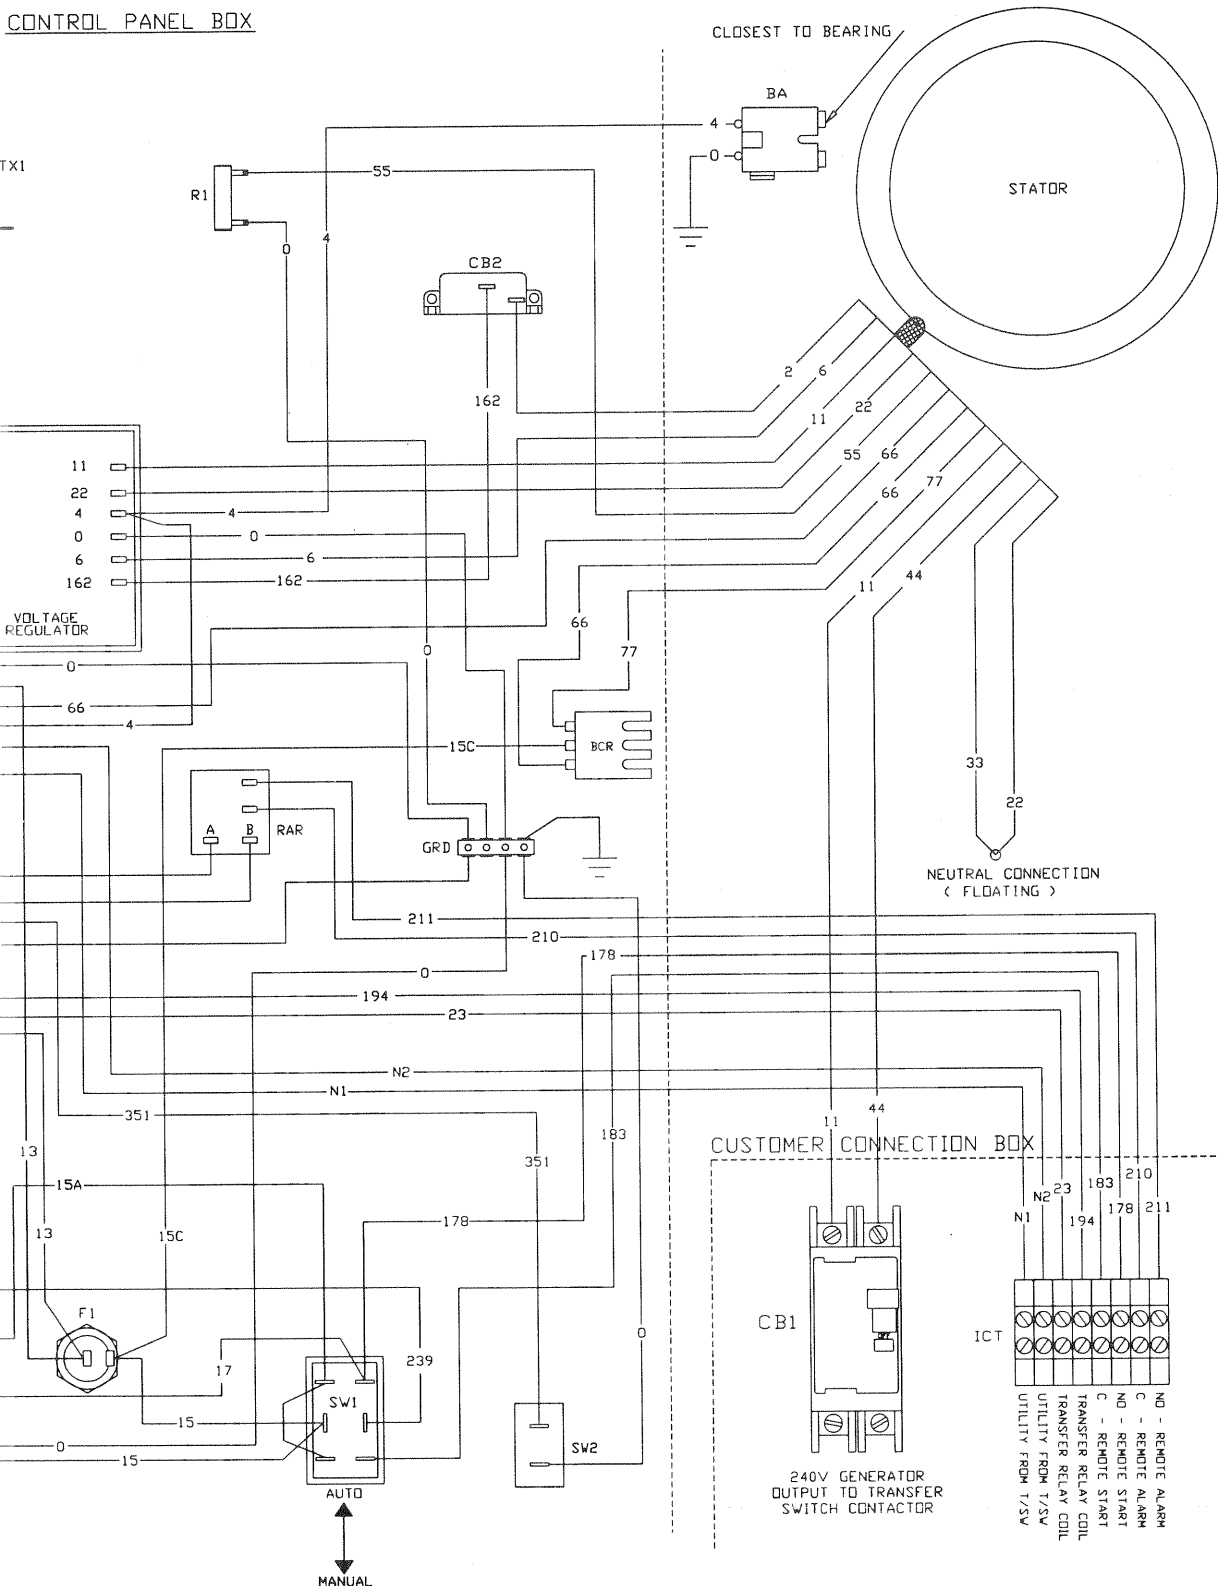 CONTROL PANEL BOX
CLOSEST TO BEARING
BA
4
0
TX1
55
R1
STATOR
0
4
CB2
2
6
162
11
22
55
66
66
77
11
22
4
4
0
0
6
6
162
162
11
44
VOLTAGE
REGULATOR
66
77
0
0
66
4
15C
BCR
33
22
A
B
RAR
GRD
NEUTRAL CONNECTION
( FLOATING )
211
210
178
0
194
23
N2
N1
351
11
44
183
13
351
CUSTOMER CONNECTION BOX
15A
N1
N2
23
194
183
178
210
211
178
13
15C
F1
CB1
ICT
0
17
239
SW1
15
SW2
0
15
AUTO
MANUAL
240V GENERATOR
OUTPUT TO TRANSFER
SWITCH CONTACTOR
UTILITY FROM T/SW
UTILITY FROM T/SW
TRANSFER RELAY COIL
TRANSFER RELAY COIL
C - REMOTE START
NO - REMOTE START
C - REMOTE ALARM
NO - REMOTE ALARM